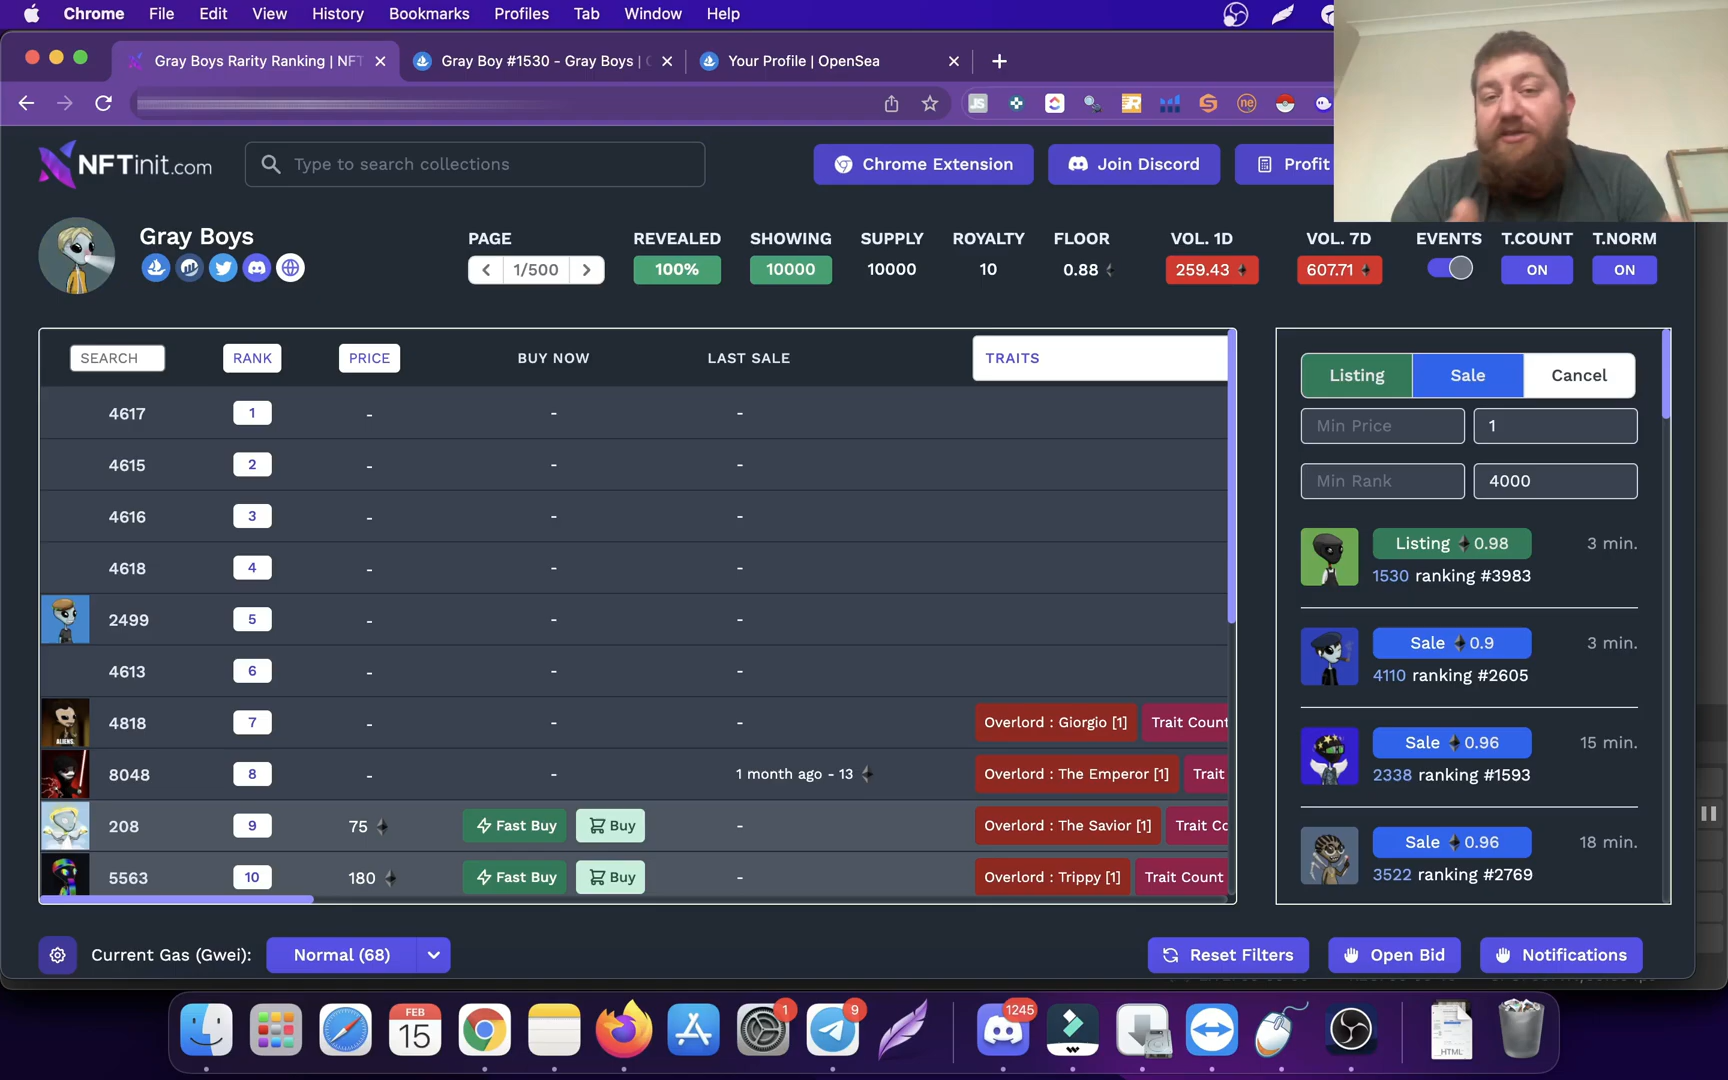 Chrome File Edit View History Bookmarks Profiles Tab Window Help
Gray Boys Rarity Ranking | NFT
Gray Boy #1530 - Gray Boys |
Your Profile | OpenSea
NFTinit.com
Type to search collections
Chrome Extension
Join Discord
Profit
Gray Boys
PAGE REVEALED SHOWING SUPPLY ROYALTY FLOOR VOL. 1D VOL. 7D EVENTS T.COUNT T.NORM
1/500 100% 10000 10000 10 0.88 259.43 607.71 ON ON
SEARCH RANK PRICE BUY NOW LAST SALE TRAITS
4617 1 - - -
4615 2 - - -
4616 3 - - -
4618 4 - - -
2499 5 - - -
4613 6 - - -
4818 7 - - - Overlord : Giorgio [1] Trait Count
ALIENS
8048 8 - - 1 month ago - 13 Overlord : The Emperor [1] Trait
208 9 75 Fast Buy Buy - Overlord : The Savior [1] Trait Co
5563 10 180 Fast Buy Buy - Overlord : Trippy [1] Trait Count
Listing Sale Cancel
Min Price 1
Min Rank 4000
Listing 0.98 3 min.
1530 ranking #3983
Sale 0.9 3 min.
4110 ranking #2605
Sale 0.96 15 min.
2338 ranking #1593
Sale 0.96 18 min.
3522 ranking #2769
Current Gas (Gwei): Normal (68)
Reset Filters
Open Bid
Notifications
FEB
15
1
9
1245
HTML